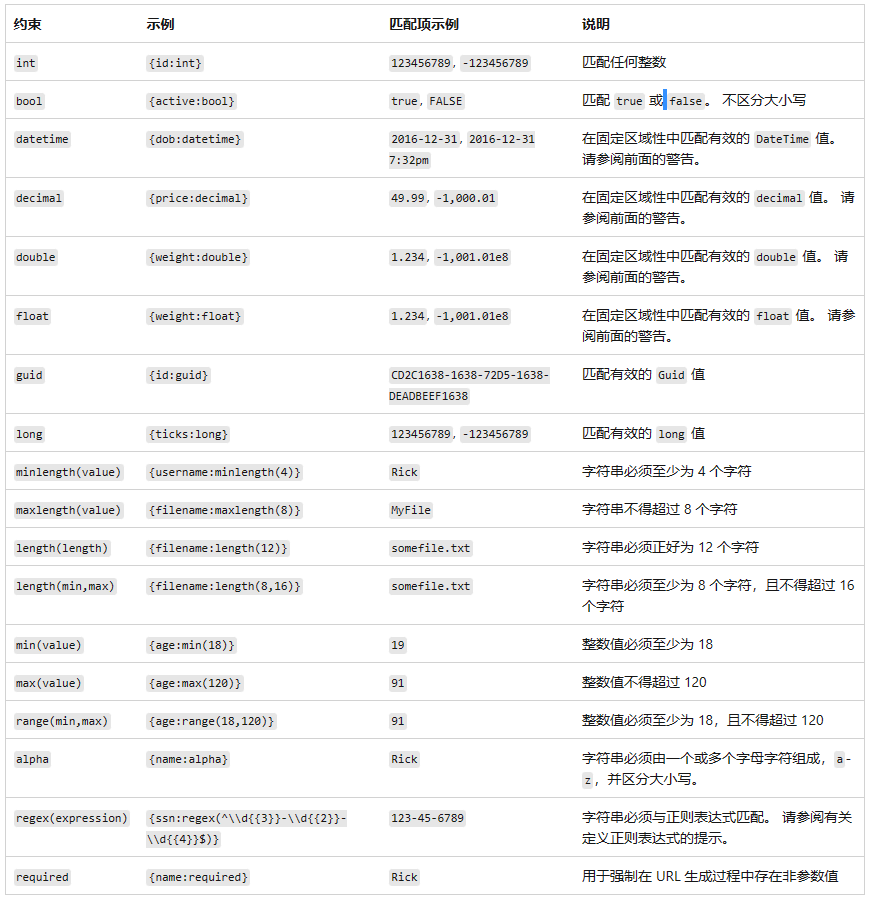 约束 示例 匹配项示例 说明
int {id:int} 123456789, -123456789 匹配任何整数
bool {active:bool} true, FALSE 匹配 true 或 false。 不区分大小写
datetime {dob:datetime} 2016-12-31, 2016-12-31 在固定区域性中匹配有效的 DateTime 值。
7:32pm 请参阅前面的警告。
decimal {price:decimal} 49.99, -1,000.01 在固定区域性中匹配有效的 decimal 值。 请
参阅前面的警告。
double {weight:double} 1.234, -1,001.01e8 在固定区域性中匹配有效的 double 值。 请
参阅前面的警告。
float {weight:float} 1.234, -1,001.01e8 在固定区域性中匹配有效的 float 值。 请参
阅前面的警告。
guid {id:guid} CD2C1638-1638-72D5-1638- 匹配有效的 Guid 值
DEADBEEF1638
long {ticks:long} 123456789, -123456789 匹配有效的 long 值
minlength(value) {username:minlength(4)} Rick 字符串必须至少为 4 个字符
maxlength(value) {filename:maxlength(8)} MyFile 字符串不得超过 8 个字符
length(length) {filename:length(12)} somefile.txt 字符串必须正好为 12 个字符
length(min,max) {filename:length(8,16)} somefile.txt 字符串必须至少为 8 个字符，且不得超过 16
个字符
min(value) {age:min(18)} 19 整数值必须至少为 18
max(value) {age:max(120)} 91 整数值不得超过 120
range(min,max) {age:range(18,120)} 91 整数值必须至少为 18，且不得超过 120
alpha {name:alpha} Rick 字符串必须由一个或多个字母字符组成，a-
z，并区分大小写。
regex(expression) {ssn:regex(^\\d{{3}}-\\d{{2}}- 123-45-6789 字符串必须与正则表达式匹配。 请参阅有关
\\d{{4}}$)} 定义正则表达式的提示。
required {name:required} Rick 用于强制在 URL 生成过程中存在非参数值